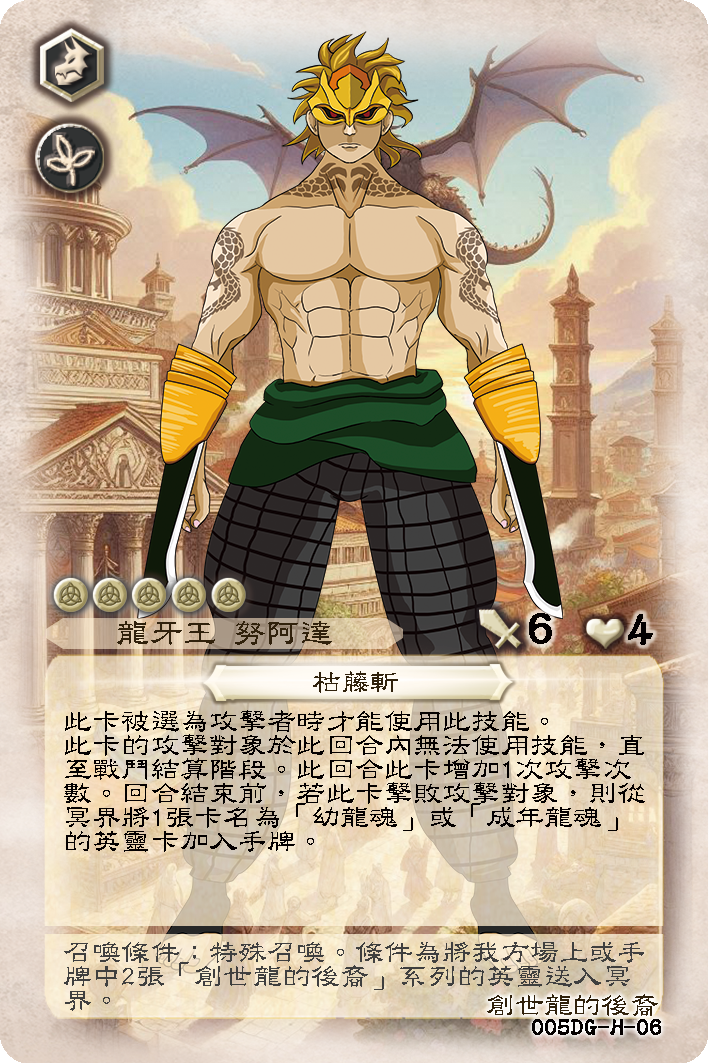 龍牙王 努阿達
6
4
枯藤斬
此卡被選為攻擊者時才能使用此技能。
此卡的攻擊對象於此回合內無法使用技能，直
至戰鬥結算階段。此回合此卡增加1次攻擊次
數。回合結束前，若此卡擊敗攻擊對象，則從
冥界將1張卡名為「幼龍魂」或「成年龍魂」
的英靈卡加入手牌。
召喚條件：特殊召喚。條件為將我方場上或手
牌中2張「創世龍的後裔」系列的英靈送入冥
界。
創世龍的後裔
005DG-H-06